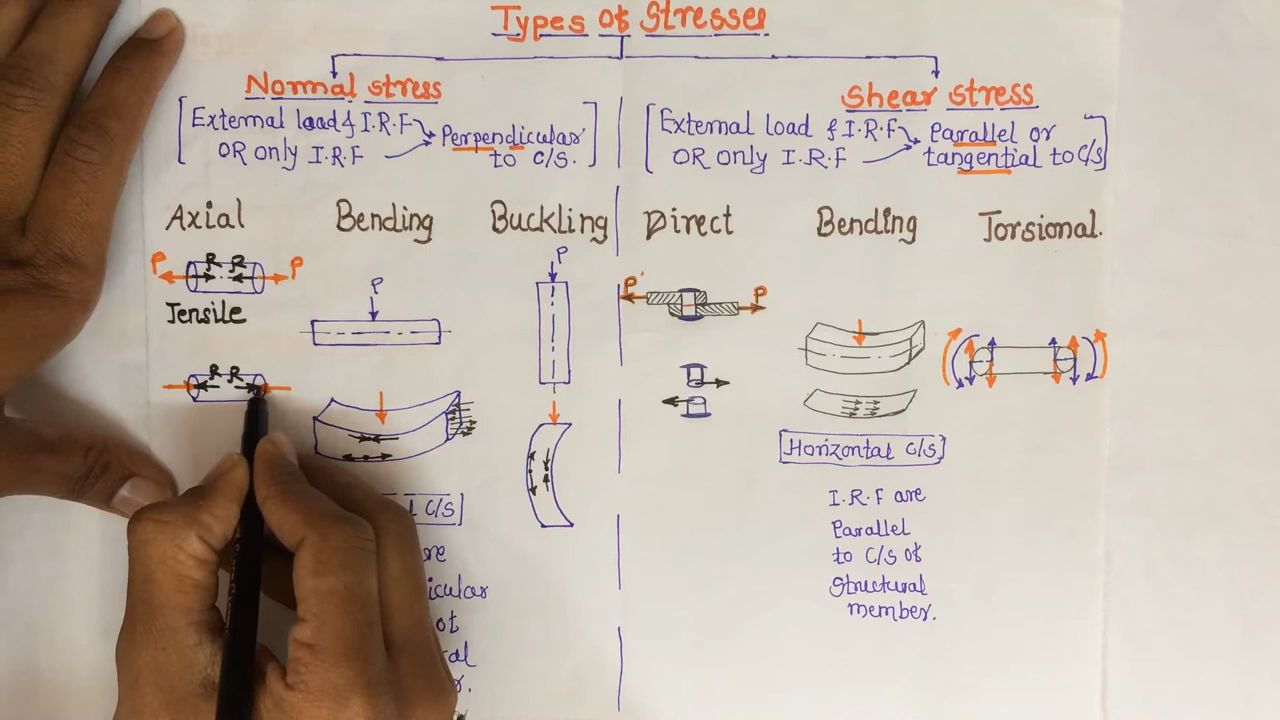 Types of Stresses
Normal stress
[External load & I.R.F
OR only I.R.F
Perpendicular
to C/S.]
Shear stress
[External load & I.R.F
OR only I.R.F
Parallel or
tangential to C/S]
Axial
Bending
Buckling
Direct
Bending
Torsional.
P R R P
Tensile
R R
P
P
P P
C/S
Horizontal C/S
I.R.F are
Parallel
to C/S of
Structural
member.